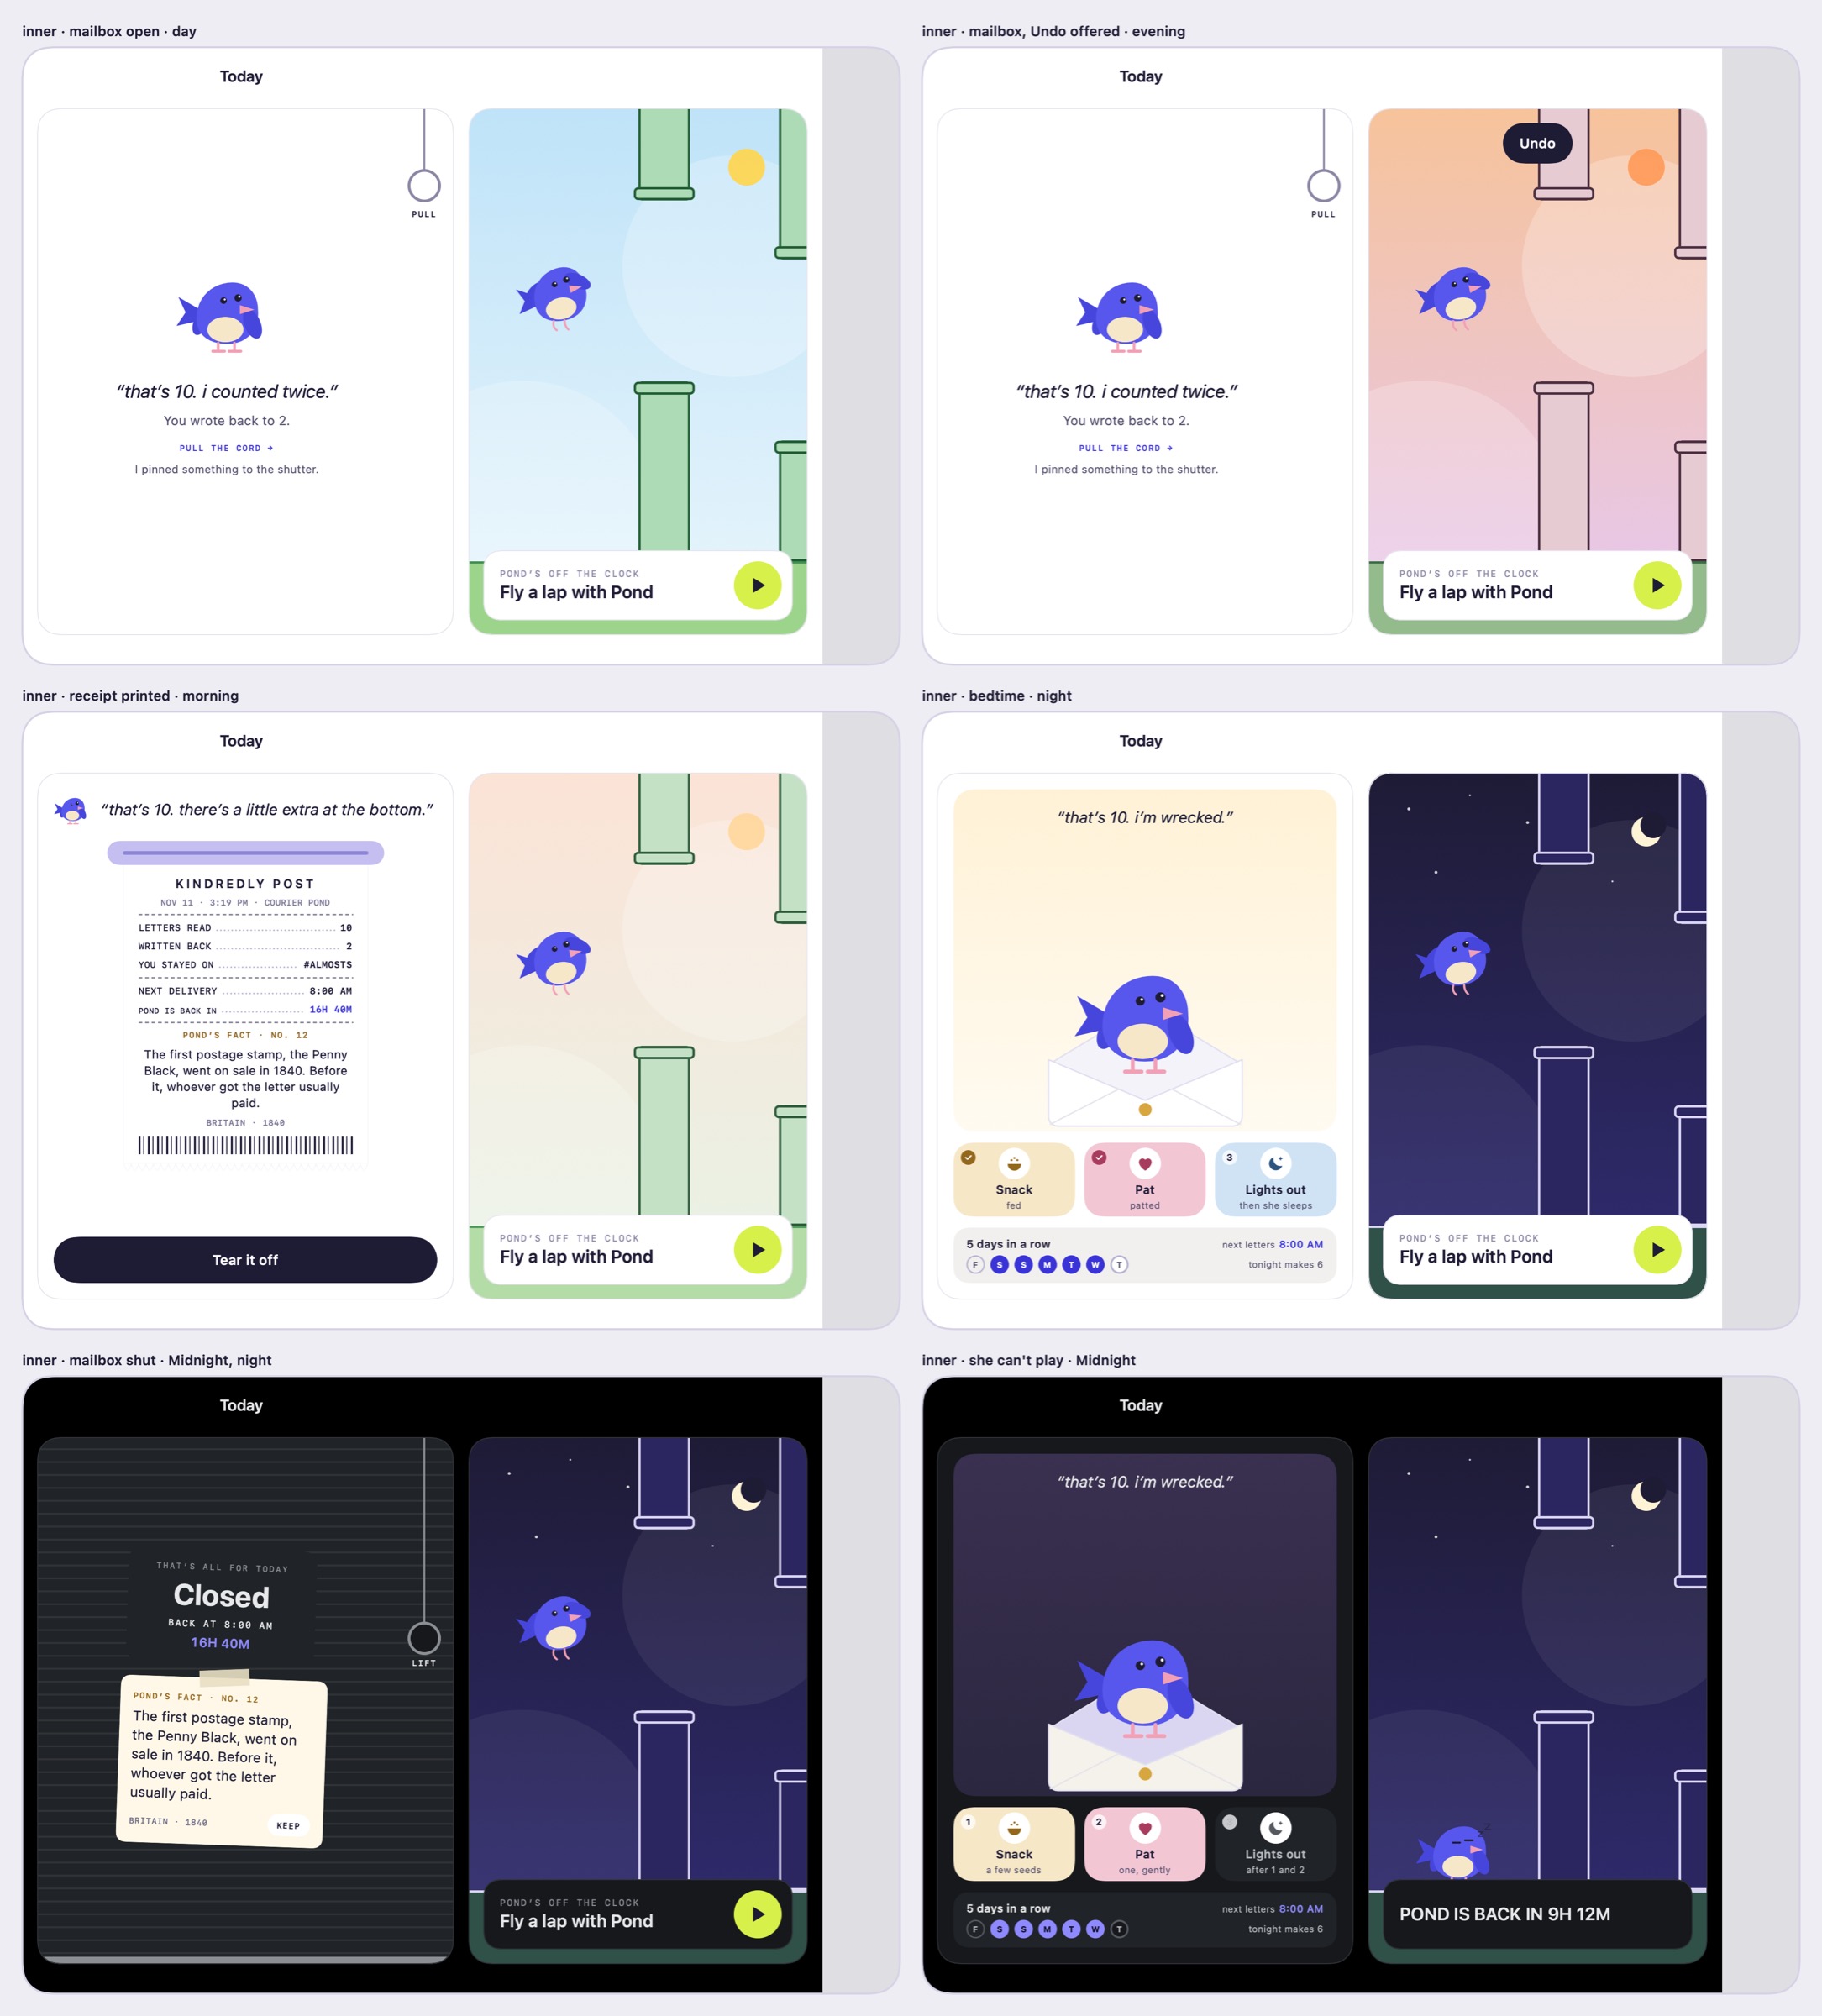 inner · mailbox open · day
Today
PULL
“that’s 10. i counted twice.”
You wrote back to 2.
PULL THE CORD →
I pinned something to the shutter.
POND’S OFF THE CLOCK
Fly a lap with Pond
inner · mailbox, Undo offered · evening
Today
PULL
“that’s 10. i counted twice.”
You wrote back to 2.
PULL THE CORD →
I pinned something to the shutter.
Undo
POND’S OFF THE CLOCK
Fly a lap with Pond
inner · receipt printed · morning
Today
“that’s 10. there’s a little extra at the bottom.”
KINDREDLY POST
NOV 11 · 3:19 PM · COURIER POND
LETTERS READ 10
WRITTEN BACK 2
YOU STAYED ON #ALMOSTS
NEXT DELIVERY 8:00 AM
POND IS BACK IN 16H 40M
POND’S FACT · NO. 12
The first postage stamp, the Penny
Black, went on sale in 1840. Before
it, whoever got the letter usually
paid.
BRITAIN · 1840
Tear it off
POND’S OFF THE CLOCK
Fly a lap with Pond
inner · bedtime · night
Today
“that’s 10. i’m wrecked.”
Snack
fed
Pat
patted
3
Lights out
then she sleeps
5 days in a row
next letters 8:00 AM
F S S M T W T
tonight makes 6
POND’S OFF THE CLOCK
Fly a lap with Pond
inner · mailbox shut · Midnight, night
Today
THAT’S ALL FOR TODAY
Closed
BACK AT 8:00 AM
16H 40M
LIFT
POND’S FACT · NO. 12
The first postage stamp,
the Penny Black, went on
sale in 1840. Before it,
whoever got the letter
usually paid.
BRITAIN · 1840
KEEP
POND’S OFF THE CLOCK
Fly a lap with Pond
inner · she can't play · Midnight
Today
“that’s 10. i’m wrecked.”
1
Snack
a few seeds
2
Pat
one, gently
Lights out
after 1 and 2
5 days in a row
next letters 8:00 AM
F S S M T W T
tonight makes 6
z
POND IS BACK IN 9H 12M